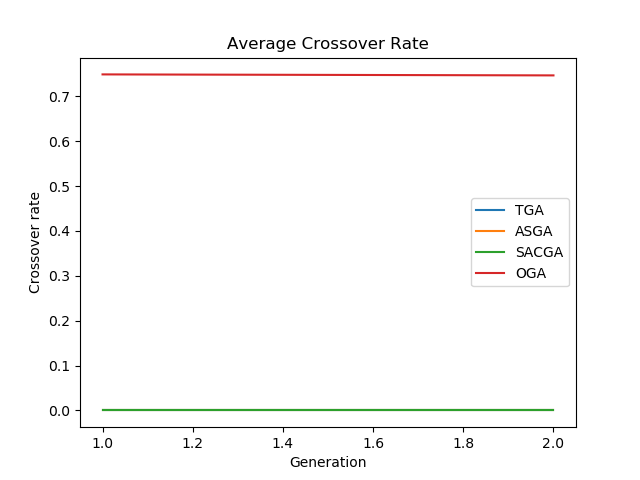 Average Crossover Rate
Crossover rate
0.7
0.6
0.5
0.4
0.3
0.2
0.1
0.0
TGA
ASGA
SACGA
OGA
1.0 1.2 1.4 1.6 1.8 2.0
Generation